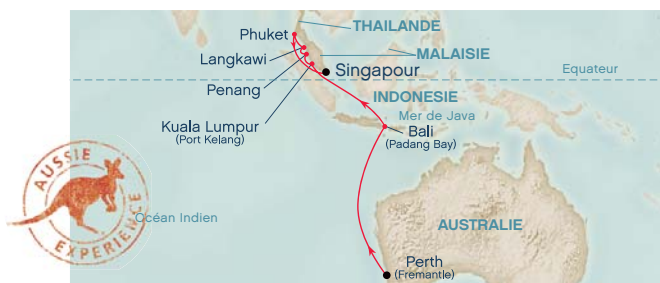 THAILANDE
Phuket
Langkawi
MALAISIE
Singapour
Equateur
Penang
INDONESIE
Mer de Java
Kuala Lumpur
(Port Kelang)
Bali
(Padang Bay)
AUSSIE
EXPERIENCE
Océan Indien
AUSTRALIE
Perth
(Fremantle)